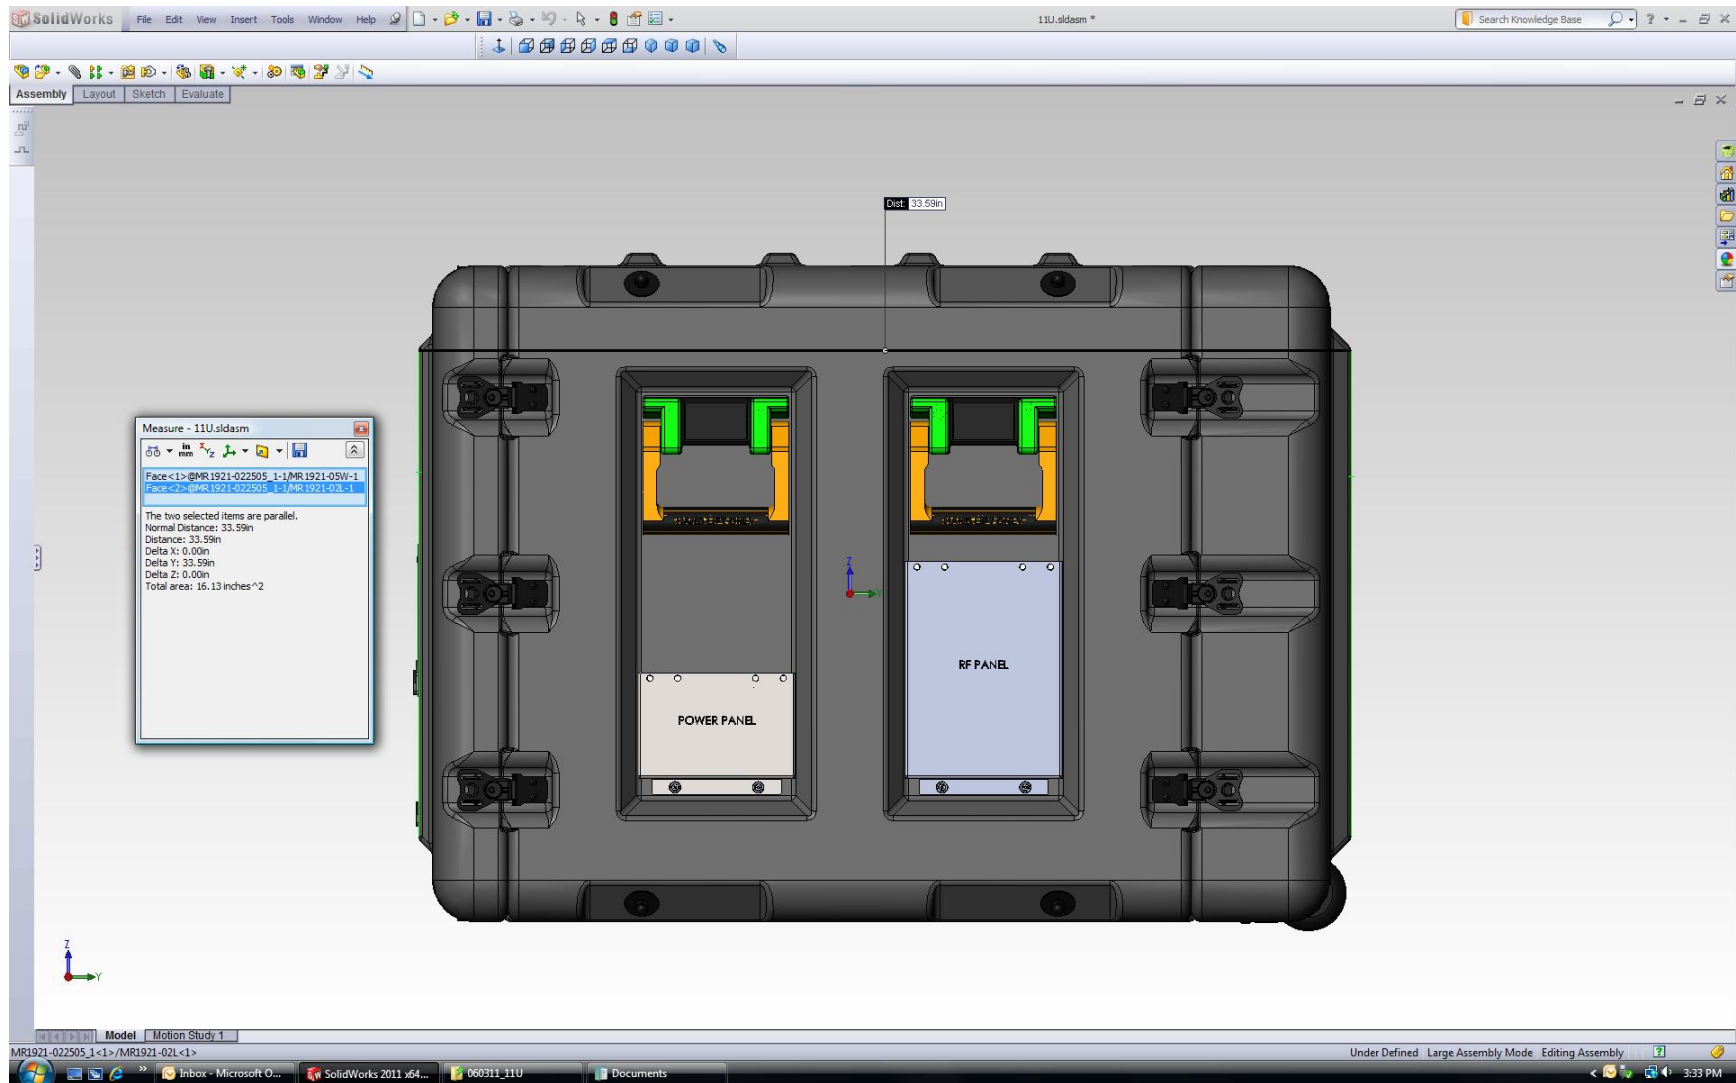 SolidWorks File Edit View Insert Tools Window Help
11U.sldasm *
Search Knowledge Base
Assembly Layout Sketch Evaluate
Dist: 33.59in
Measure - 11U.sldasm
in
mm
XYZ
Face<1>@MR1921-022505_1-1/MR1921-05W-1
Face<2>@MR1921-022505_1-1/MR1921-02L-1
The two selected items are parallel.
Normal Distance: 33.59in
Distance: 33.59in
Delta X: 0.00in
Delta Y: 33.59in
Delta Z: 0.00in
Total area: 16.13 inches^2
Z
Y
RF PANEL
POWER PANEL
Z
Y
Model Motion Study 1
MR1921-022505_1<1>/MR1921-02L<1>
Under Defined Large Assembly Mode Editing Assembly
Inbox - Microsoft O... SolidWorks 2011 x64... 060311_11U Documents
3:33 PM